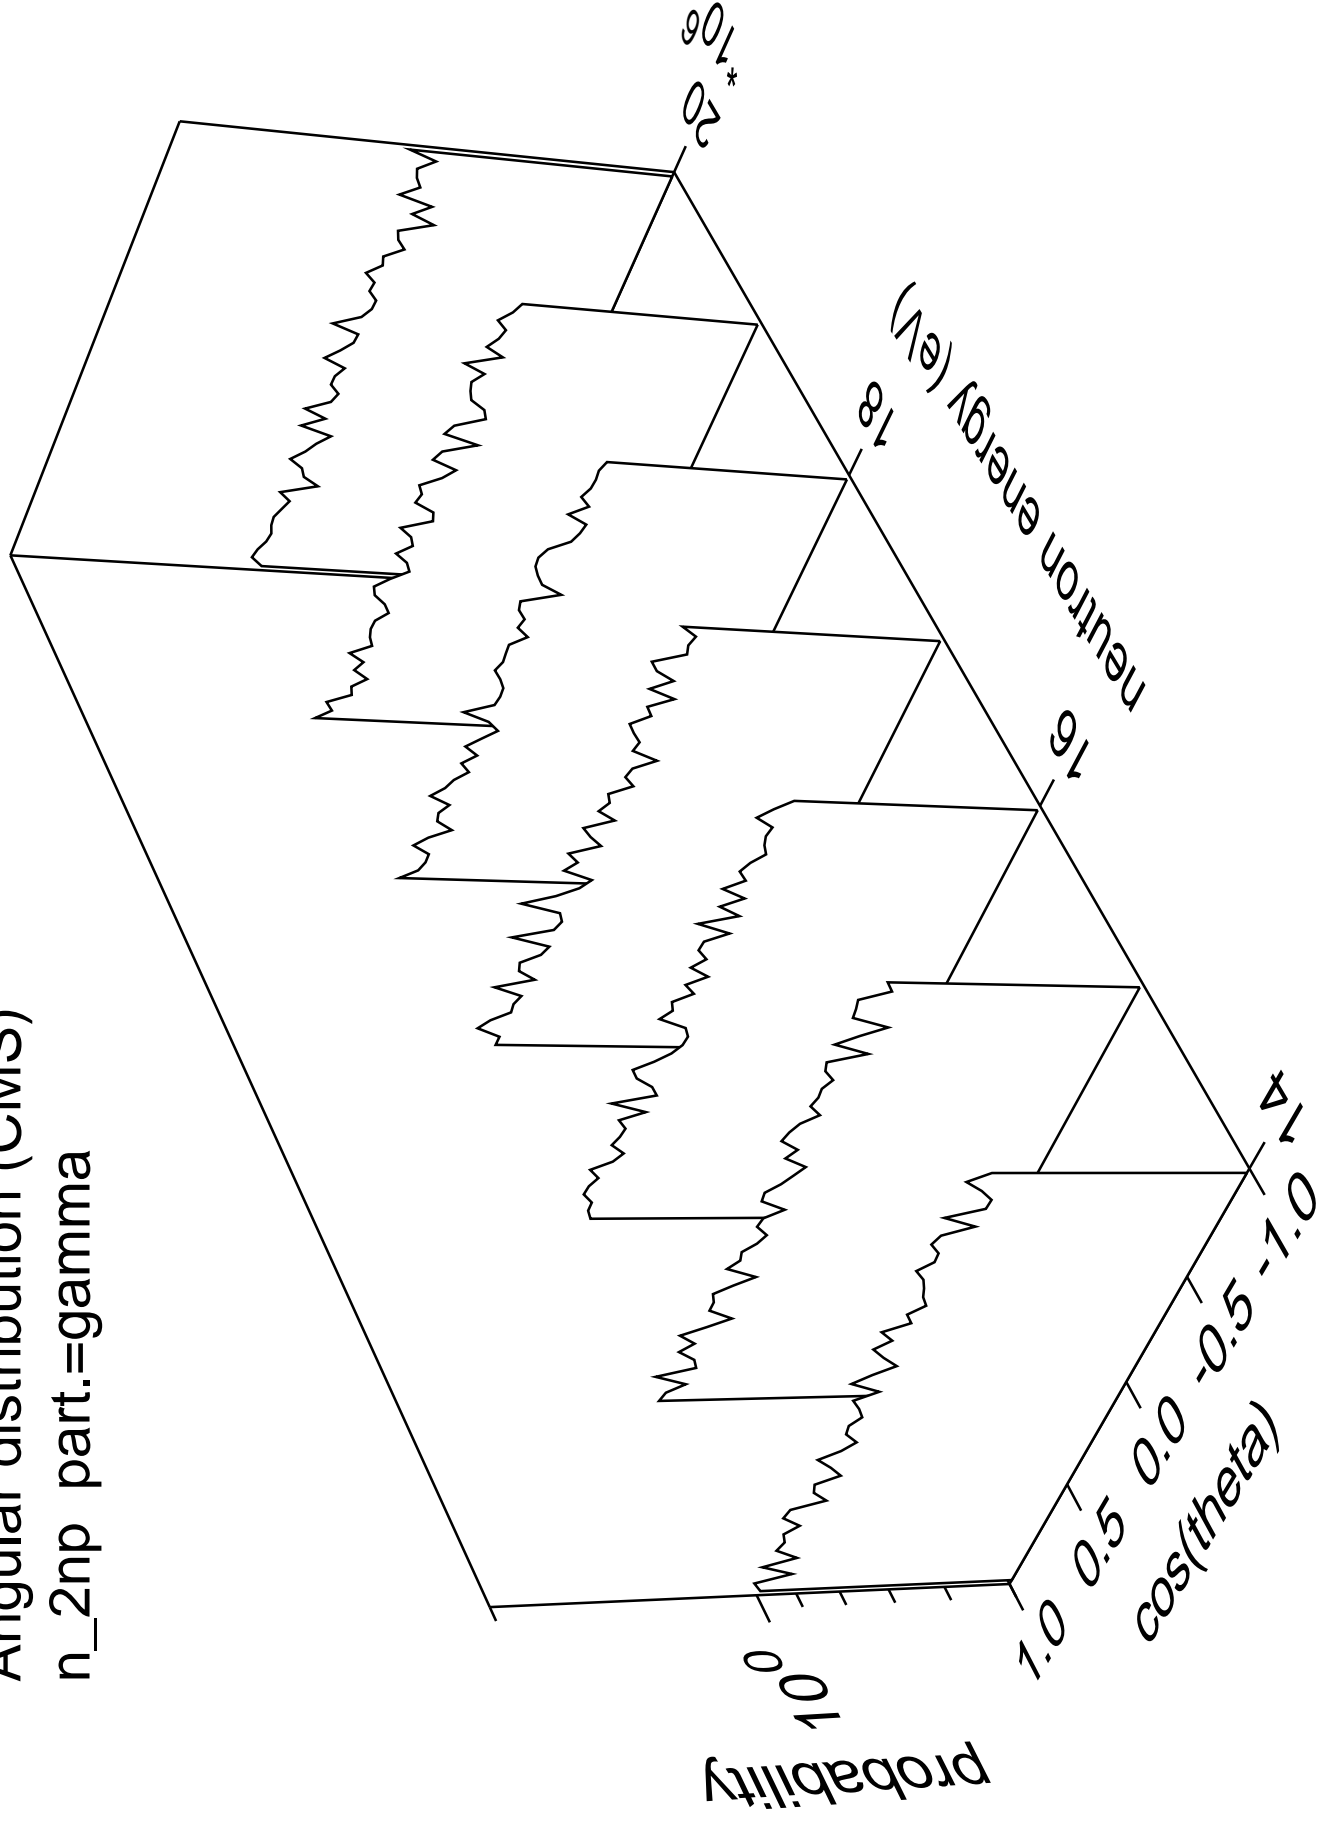 Angular distribution (CMS)
n_2np part.=gamma
probability
10^0
cos(theta)
1.0
0.5
0.0
-0.5
-1.0
neutron energy (eV)
14
16
18
20
* 10^6